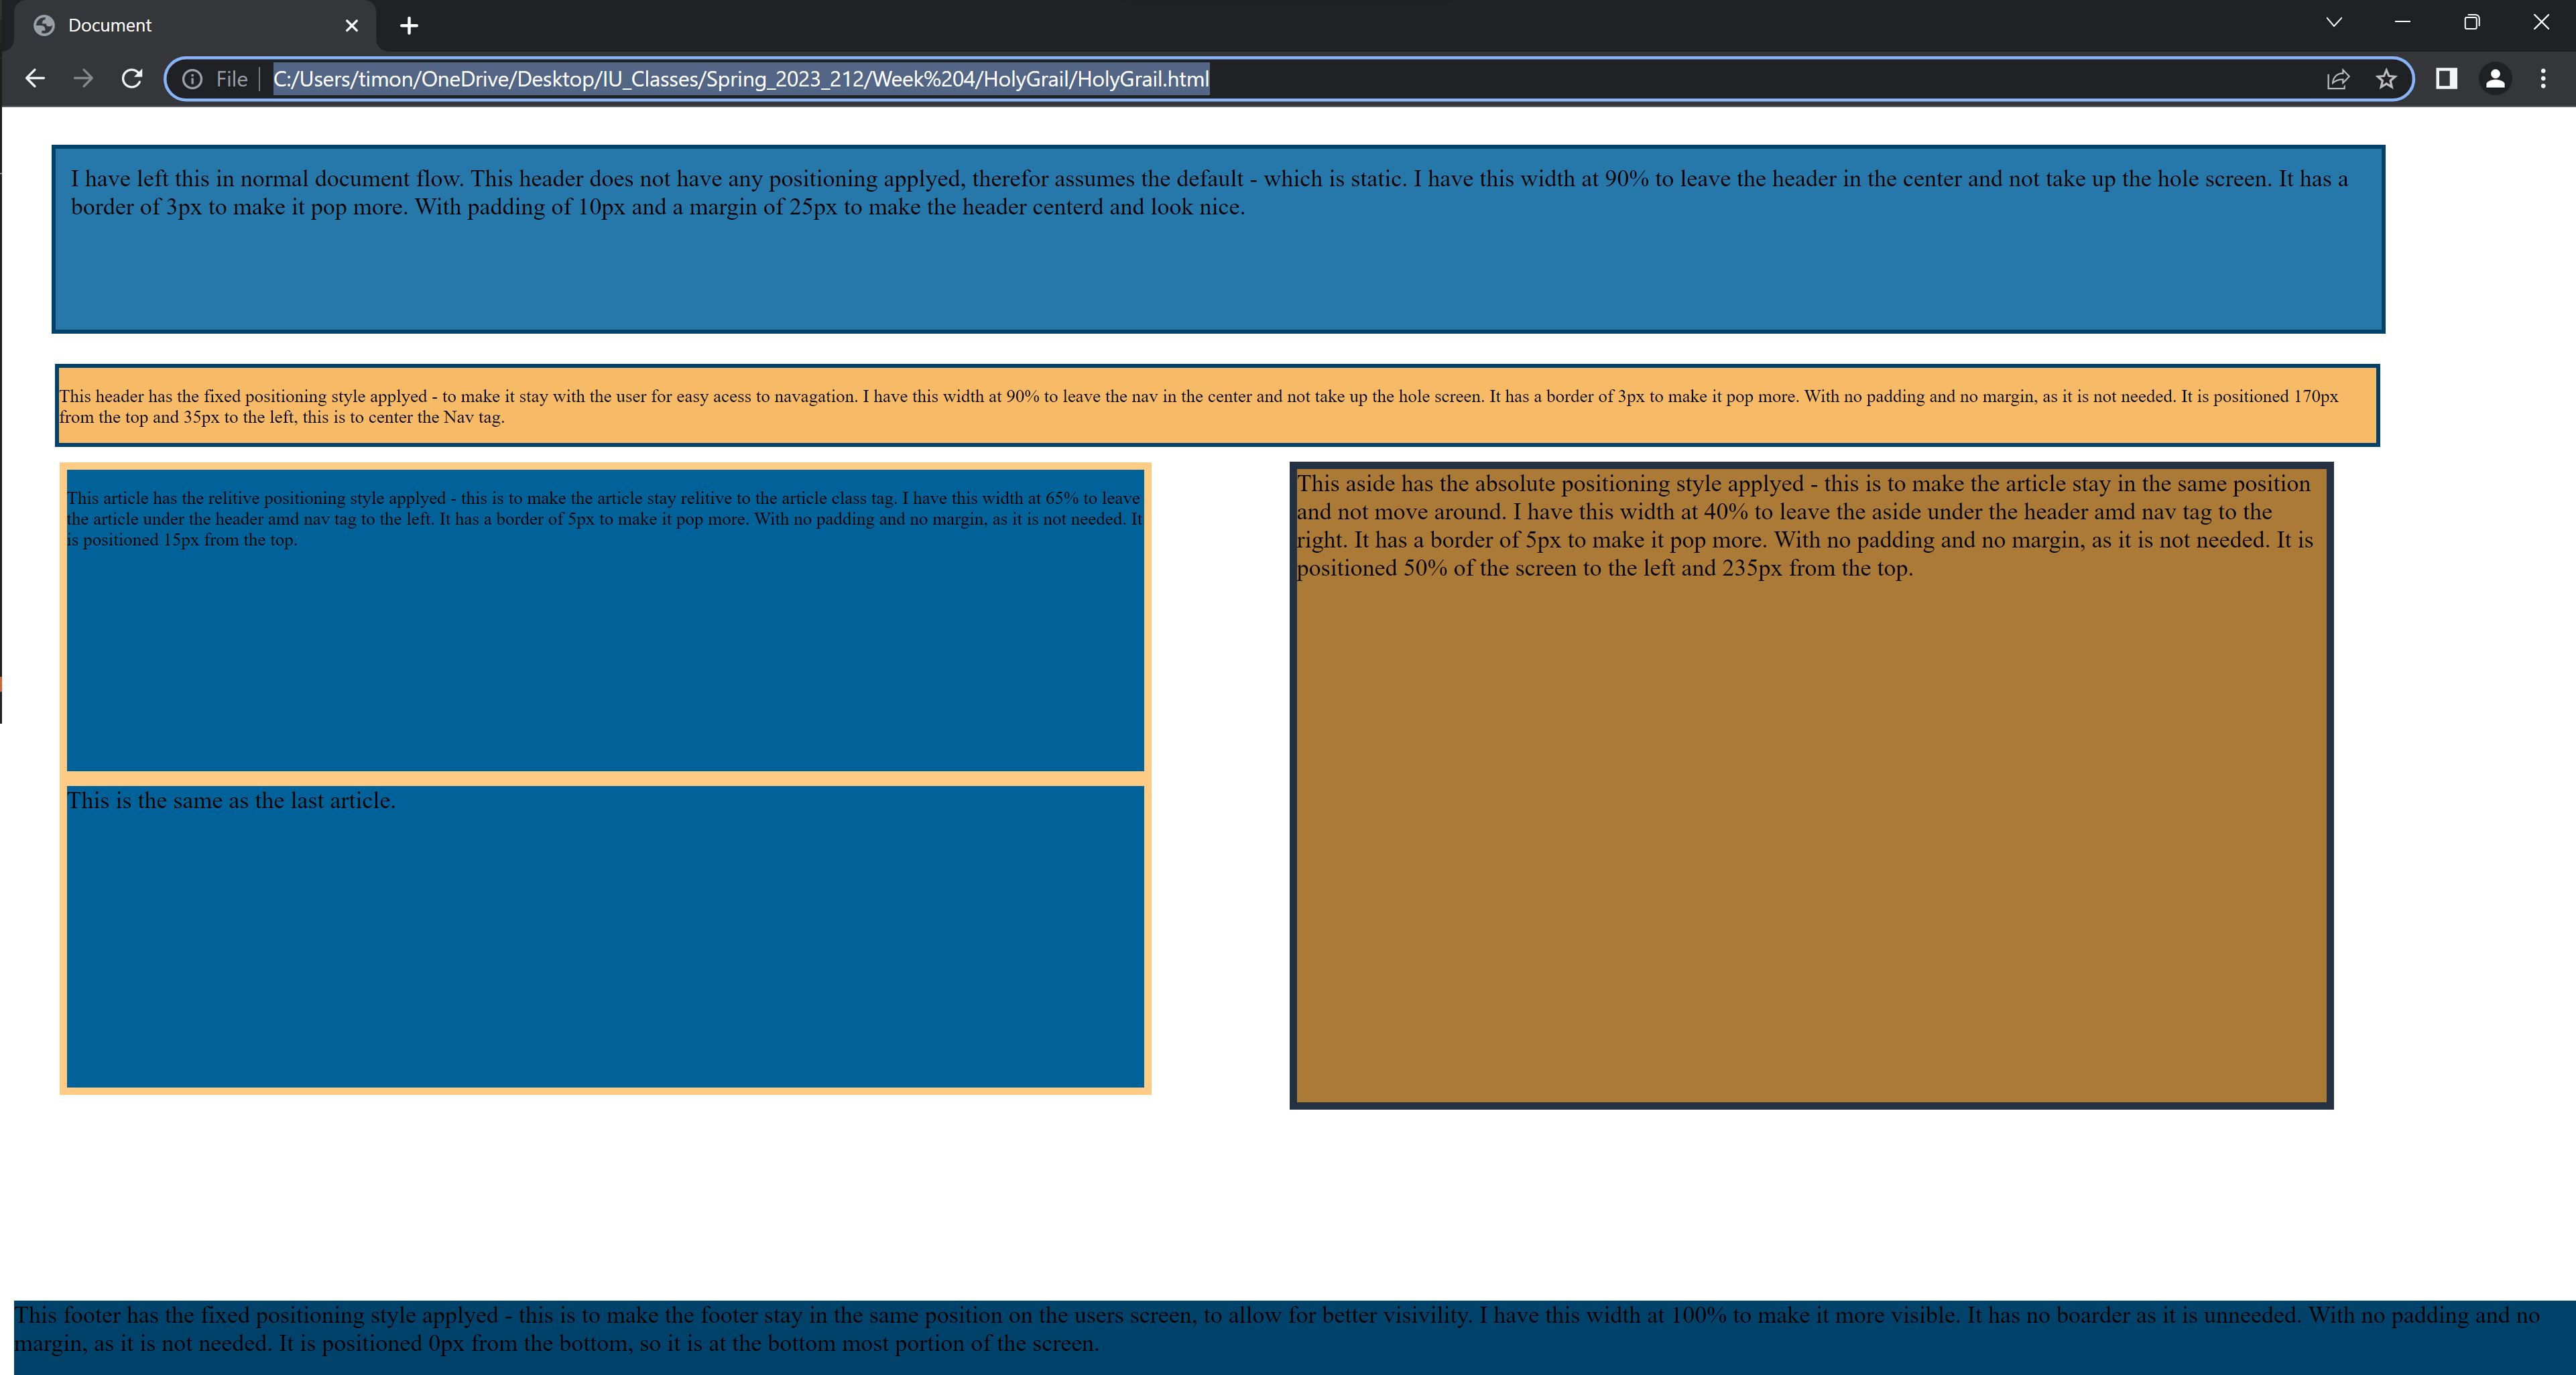 Document
File
C:/Users/timon/OneDrive/Desktop/IU_Classes/Spring_2023_212/Week%204/HolyGrail/HolyGrail.html
I have left this in normal document flow. This header does not have any positioning applyed, therefor assumes the default - which is static. I have this width at 90% to leave the header in the center and not take up the hole screen. It has a
border of 3px to make it pop more. With padding of 10px and a margin of 25px to make the header centerd and look nice.
This header has the fixed positioning style applyed - to make it stay with the user for easy acess to navagation. I have this width at 90% to leave the nav in the center and not take up the hole screen. It has a border of 3px to make it pop more. With no padding and no margin, as it is not needed. It is positioned 170px
from the top and 35px to the left, this is to center the Nav tag.
This article has the relitive positioning style applyed - this is to make the article stay relitive to the article class tag. I have this width at 65% to leave
the article under the header amd nav tag to the left. It has a border of 5px to make it pop more. With no padding and no margin, as it is not needed. It
is positioned 15px from the top.
This is the same as the last article.
This aside has the absolute positioning style applyed - this is to make the article stay in the same position
and not move around. I have this width at 40% to leave the aside under the header amd nav tag to the
right. It has a border of 5px to make it pop more. With no padding and no margin, as it is not needed. It is
positioned 50% of the screen to the left and 235px from the top.
This footer has the fixed positioning style applyed - this is to make the footer stay in the same position on the users screen, to allow for better visivility. I have this width at 100% to make it more visible. It has no boarder as it is unneeded. With no padding and no
margin, as it is not needed. It is positioned 0px from the bottom, so it is at the bottom most portion of the screen.